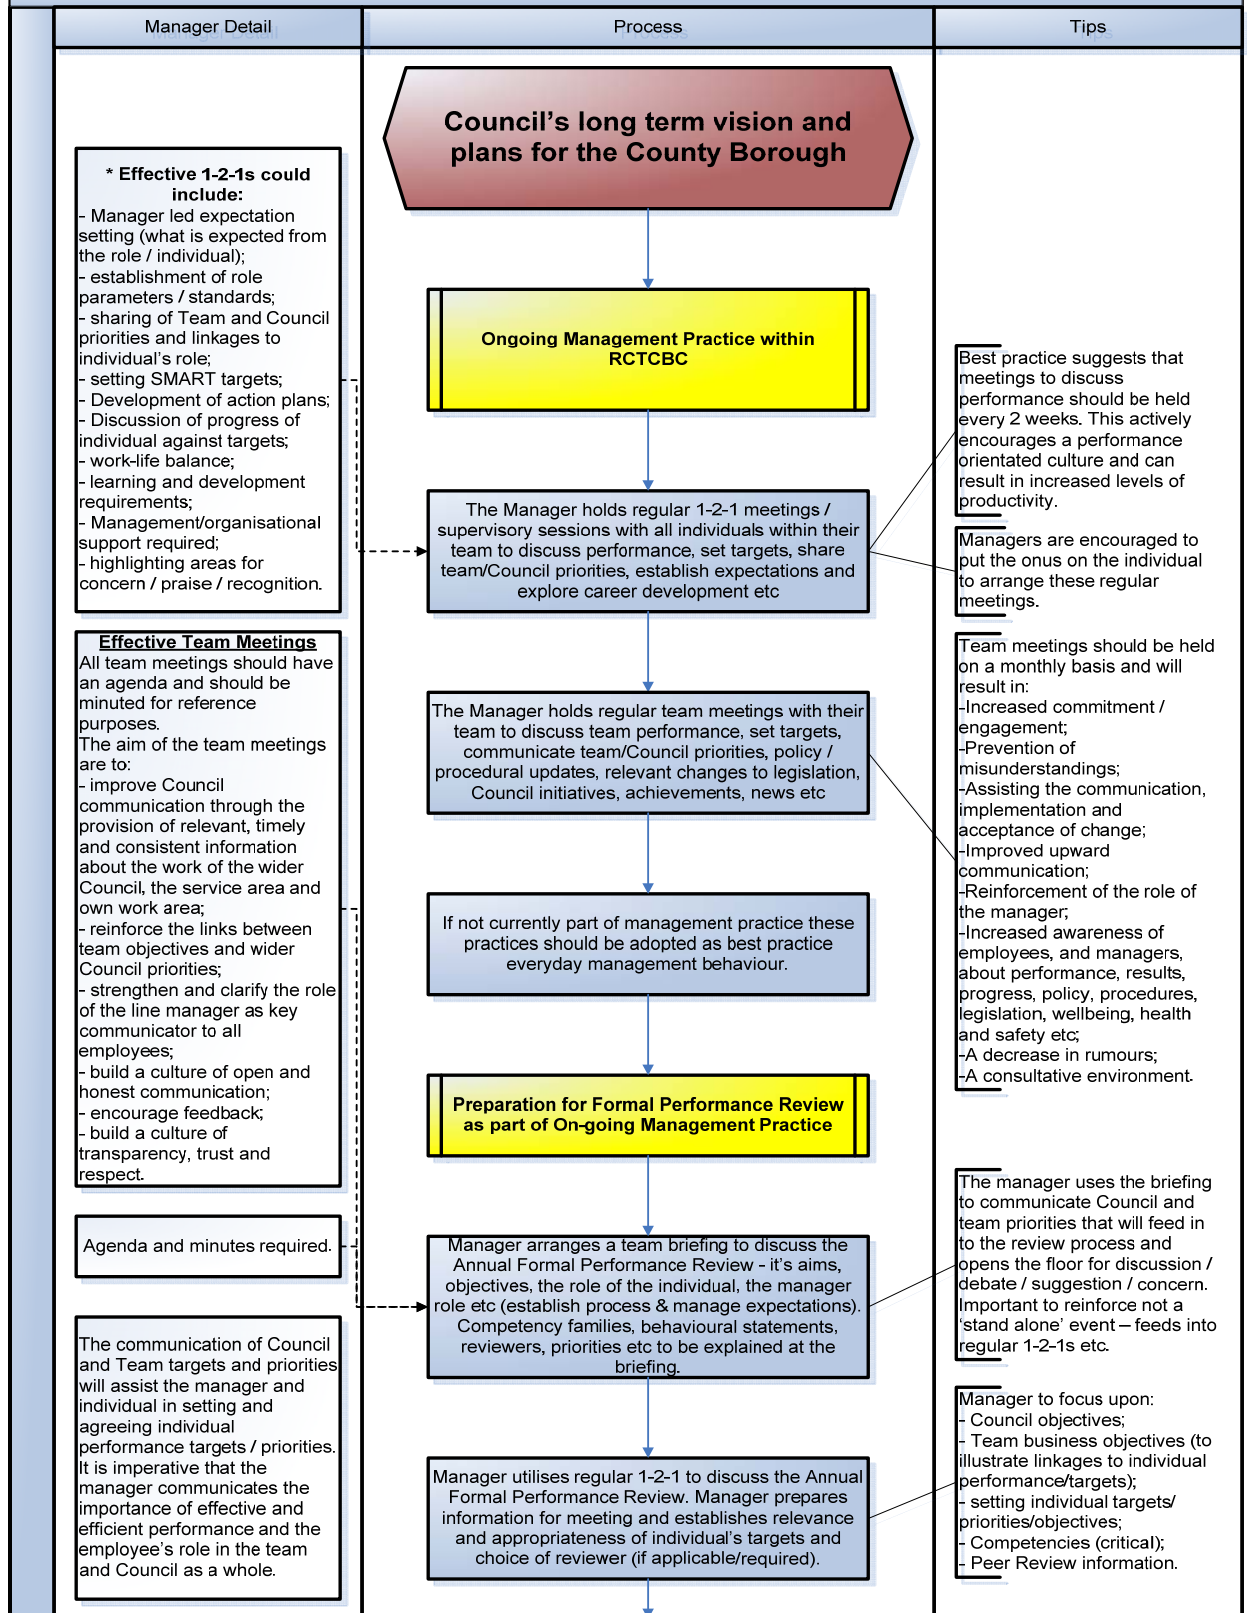 Manager Detail
Process
Tips
Council's long term vision and
plans for the County Borough
* Effective 1-2-1s could
include:
- Manager led expectation
setting (what is expected from
the role / individual);
- establishment of role
parameters / standards;
- sharing of Team and Council
priorities and linkages to
individual's role;
- setting SMART targets;
- Development of action plans;
- Discussion of progress of
individual against targets;
- work-life balance;
- learning and development
requirements;
- Management/organisational
support required;
- highlighting areas for
concern / praise / recognition.
Ongoing Management Practice within
RCTCBC
Best practice suggests that
meetings to discuss
performance should be held
every 2 weeks. This actively
encourages a performance
orientated culture and can
result in increased levels of
productivity.
The Manager holds regular 1-2-1 meetings /
supervisory sessions with all individuals within their
team to discuss performance, set targets, share
team/Council priorities, establish expectations and
explore career development etc
Managers are encouraged to
put the onus on the individual
to arrange these regular
meetings.
Effective Team Meetings
All team meetings should have
an agenda and should be
minuted for reference
purposes.
The aim of the team meetings
are to:
- improve Council
communication through the
provision of relevant, timely
and consistent information
about the work of the wider
Council, the service area and
own work area;
- reinforce the links between
team objectives and wider
Council priorities;
- strengthen and clarify the role
of the line manager as key
communicator to all
employees;
- build a culture of open and
honest communication;
- encourage feedback;
- build a culture of
transparency, trust and
respect.
The Manager holds regular team meetings with their
team to discuss team performance, set targets,
communicate team/Council priorities, policy /
procedural updates, relevant changes to legislation,
Council initiatives, achievements, news etc
Team meetings should be held
on a monthly basis and will
result in:
-Increased commitment /
engagement;
-Prevention of
misunderstandings;
-Assisting the communication,
implementation and
acceptance of change;
-Improved upward
communication;
-Reinforcement of the role of
the manager;
-Increased awareness of
employees, and managers,
about performance, results,
progress, policy, procedures,
legislation, wellbeing, health
and safety etc;
-A decrease in rumours;
-A consultative environment.
If not currently part of management practice these
practices should be adopted as best practice
everyday management behaviour.
Preparation for Formal Performance Review
as part of On-going Management Practice
Agenda and minutes required.
Manager arranges a team briefing to discuss the
Annual Formal Performance Review - it's aims,
objectives, the role of the individual, the manager
role etc (establish process & manage expectations).
Competency families, behavioural statements,
reviewers, priorities etc to be explained at the
briefing.
The manager uses the briefing
to communicate Council and
team priorities that will feed in
to the review process and
opens the floor for discussion /
debate / suggestion / concern.
Important to reinforce not a
'stand alone' event – feeds into
regular 1-2-1s etc.
The communication of Council
and Team targets and priorities
will assist the manager and
individual in setting and
agreeing individual
performance targets / priorities.
It is imperative that the
manager communicates the
importance of effective and
efficient performance and the
employee's role in the team
and Council as a whole.
Manager utilises regular 1-2-1 to discuss the Annual
Formal Performance Review. Manager prepares
information for meeting and establishes relevance
and appropriateness of individual's targets and
choice of reviewer (if applicable/required).
Manager to focus upon:
- Council objectives;
- Team business objectives (to
illustrate linkages to individual
performance/targets);
- setting individual targets/
priorities/objectives;
- Competencies (critical);
- Peer Review information.